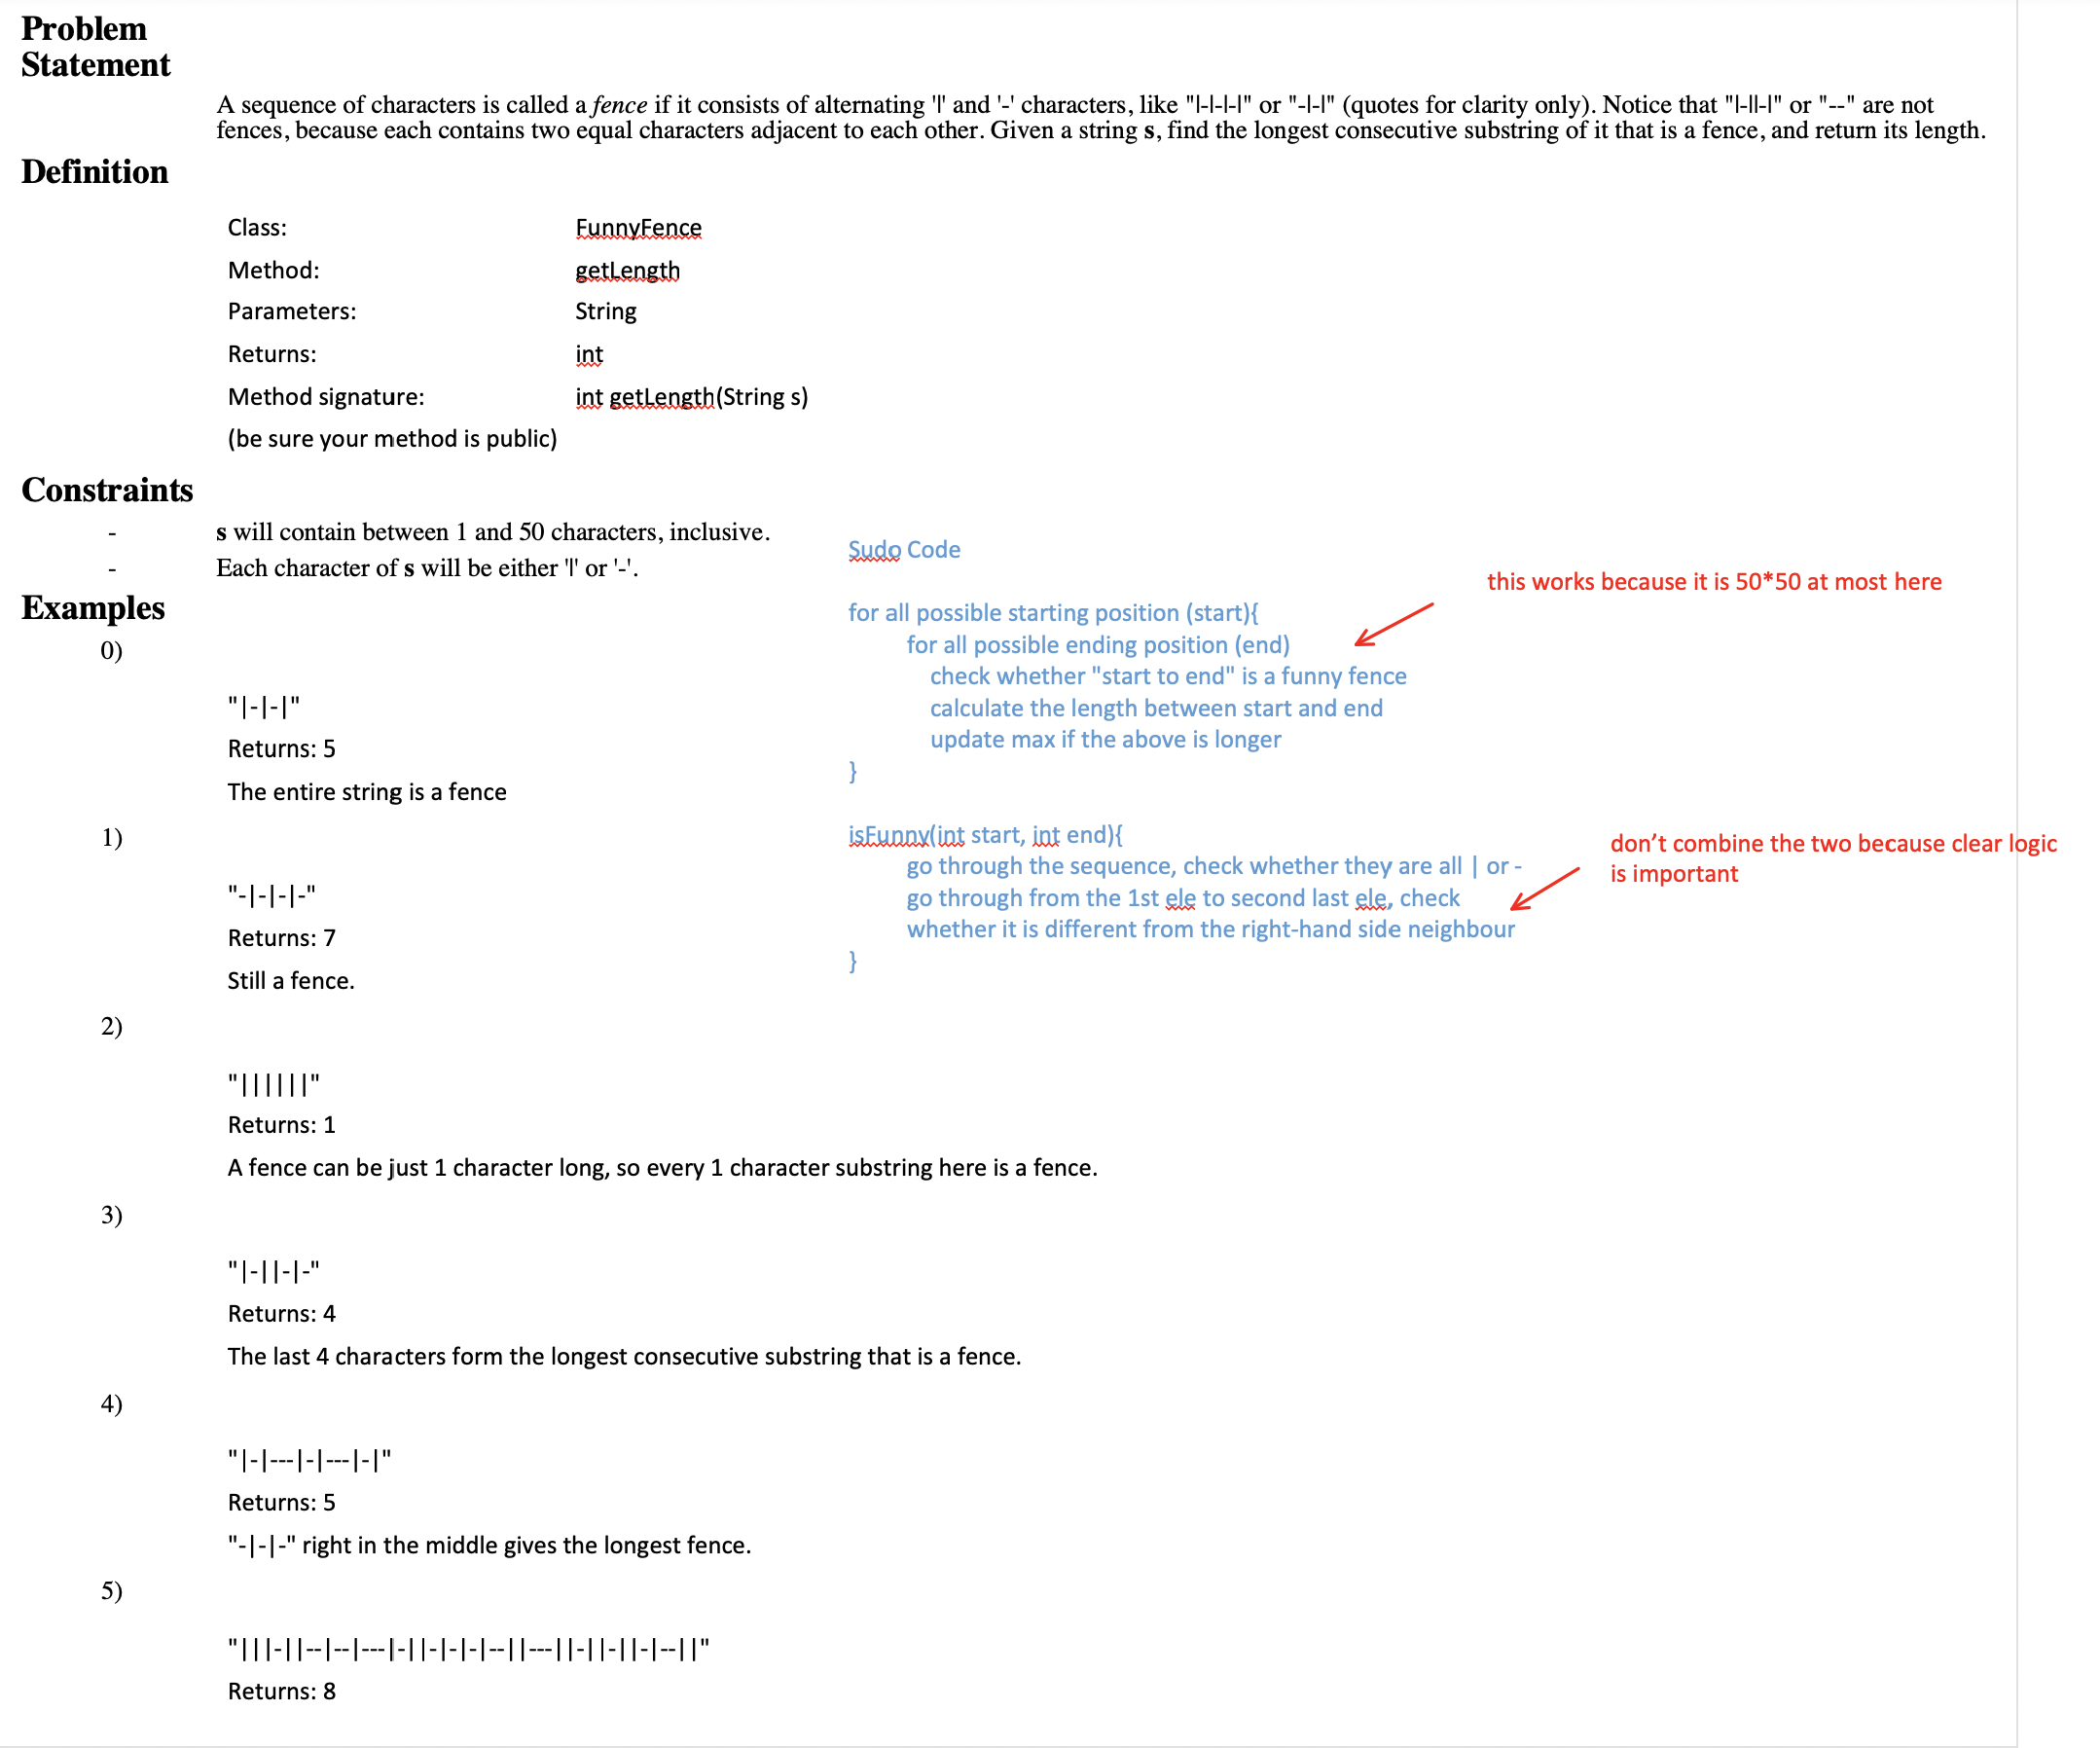 Problem
Statement
A sequence of characters is called a fence if it consists of alternating '|' and '-' characters, like "|-|-|-|" or "-|-|" (quotes for clarity only). Notice that "|-||-|" or "--" are not
fences, because each contains two equal characters adjacent to each other. Given a string s, find the longest consecutive substring of it that is a fence, and return its length.
Definition
Class: FunnyFence
Method: getLength
Parameters: String
Returns: int
Method signature: int getLength(String s)
(be sure your method is public)
Constraints
- s will contain between 1 and 50 characters, inclusive.
- Each character of s will be either '|' or '-'.
Sudo Code
this works because it is 50*50 at most here
for all possible starting position (start){
for all possible ending position (end)
check whether "start to end" is a funny fence
calculate the length between start and end
update max if the above is longer
}
isFunny(int start, int end){
go through the sequence, check whether they are all | or -
go through from the 1st ele to second last ele, check
whether it is different from the right-hand side neighbour
}
don't combine the two because clear logic
is important
Examples
0)
"|-|-|"
Returns: 5
The entire string is a fence
1)
"-|-|-|-"
Returns: 7
Still a fence.
2)
"||||||"
Returns: 1
A fence can be just 1 character long, so every 1 character substring here is a fence.
3)
"|-||-|-"
Returns: 4
The last 4 characters form the longest consecutive substring that is a fence.
4)
"|-|---|-|---|-|"
Returns: 5
"-|-|-" right in the middle gives the longest fence.
5)
"|||-||--|--|---|-||-|-|-|--||---||-||-||-|--||"
Returns: 8